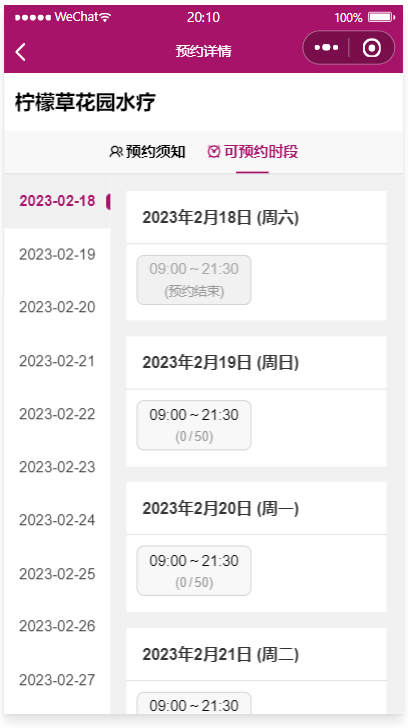 WeChat 20:10 100%
预约详情
柠檬草花园水疗
预约须知 可预约时段
2023-02-18
2023-02-19
2023-02-20
2023-02-21
2023-02-22
2023-02-23
2023-02-24
2023-02-25
2023-02-26
2023-02-27
2023年2月18日 (周六)
09:00～21:30
(预约结束)
2023年2月19日 (周日)
09:00～21:30
(0/50)
2023年2月20日 (周一)
09:00～21:30
(0/50)
2023年2月21日 (周二)
09:00～21:30